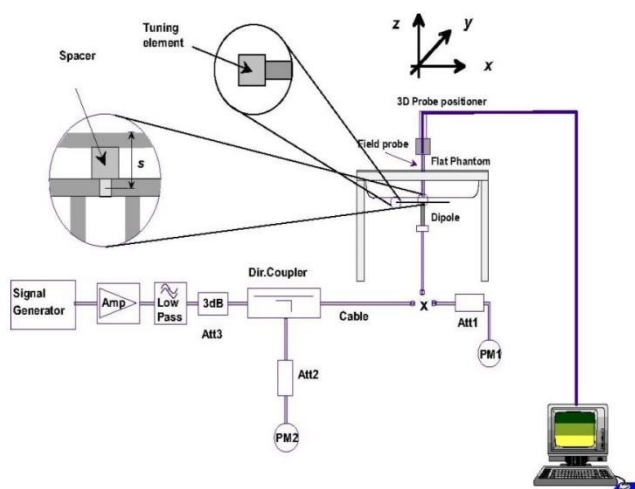 Tuning
element
Spacer
s
z
y
x
3D Probe positioner
Field probe
Flat Phantom
Dipole
Dir.Coupler
Signal
Generator
Amp
Low
Pass
3dB
Att3
Cable
x
Att1
PM1
Att2
PM2